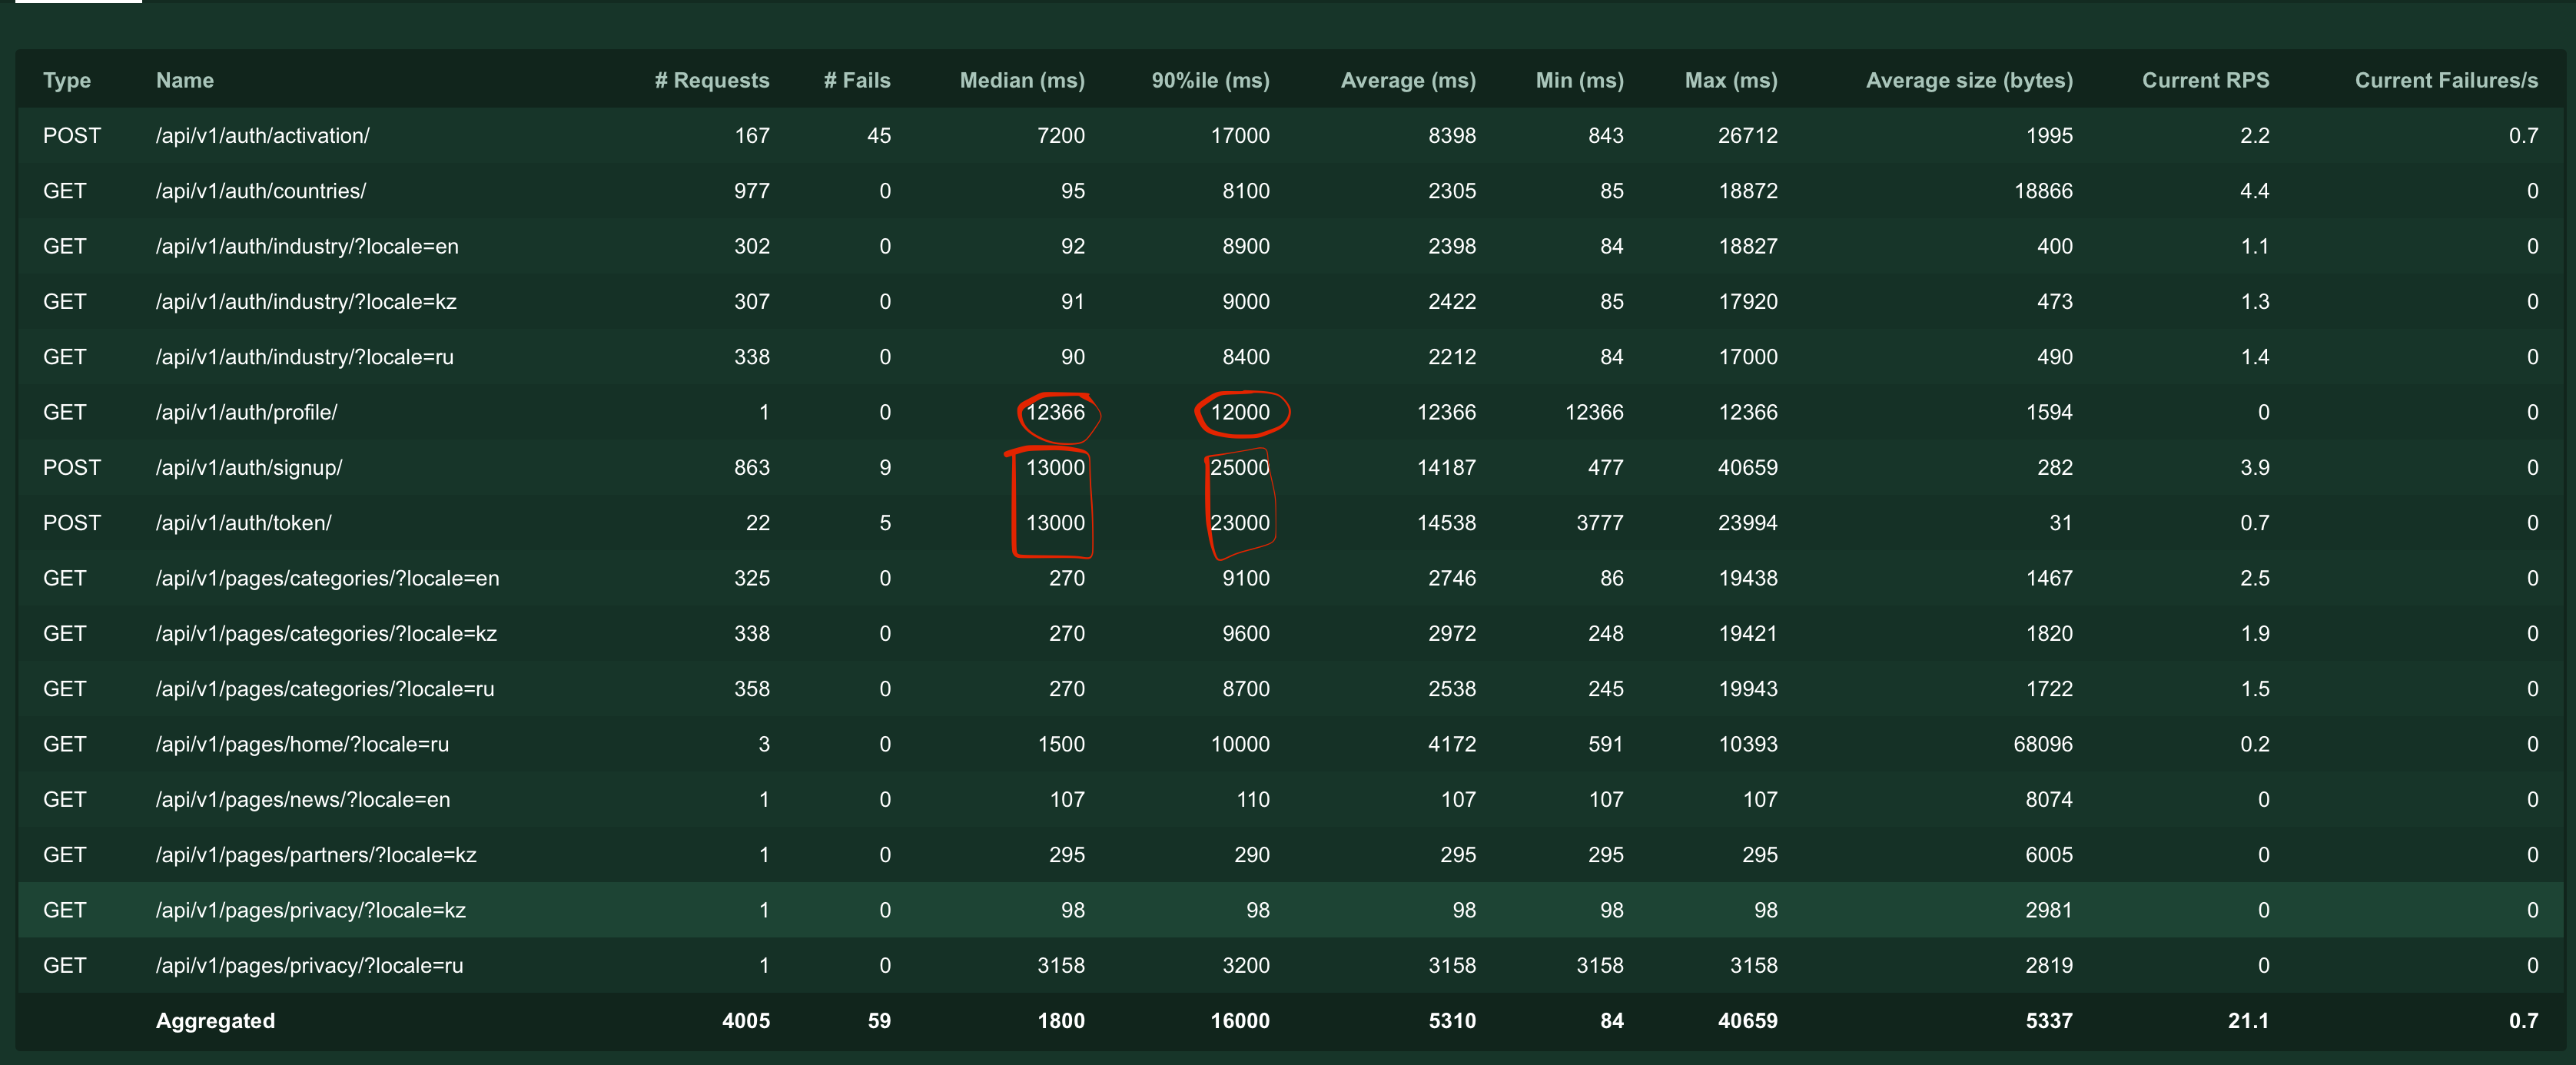 Type Name # Requests # Fails Median (ms) 90%ile (ms) Average (ms) Min (ms) Max (ms) Average size (bytes) Current RPS Current Failures/s
POST /api/v1/auth/activation/ 167 45 7200 17000 8398 843 26712 1995 2.2 0.7
GET /api/v1/auth/countries/ 977 0 95 8100 2305 85 18872 18866 4.4 0
GET /api/v1/auth/industry/?locale=en 302 0 92 8900 2398 84 18827 400 1.1 0
GET /api/v1/auth/industry/?locale=kz 307 0 91 9000 2422 85 17920 473 1.3 0
GET /api/v1/auth/industry/?locale=ru 338 0 90 8400 2212 84 17000 490 1.4 0
GET /api/v1/auth/profile/ 1 0 12366 12000 12366 12366 12366 1594 0 0
POST /api/v1/auth/signup/ 863 9 13000 25000 14187 477 40659 282 3.9 0
POST /api/v1/auth/token/ 22 5 13000 23000 14538 3777 23994 31 0.7 0
GET /api/v1/pages/categories/?locale=en 325 0 270 9100 2746 86 19438 1467 2.5 0
GET /api/v1/pages/categories/?locale=kz 338 0 270 9600 2972 248 19421 1820 1.9 0
GET /api/v1/pages/categories/?locale=ru 358 0 270 8700 2538 245 19943 1722 1.5 0
GET /api/v1/pages/home/?locale=ru 3 0 1500 10000 4172 591 10393 68096 0.2 0
GET /api/v1/pages/news/?locale=en 1 0 107 110 107 107 107 8074 0 0
GET /api/v1/pages/partners/?locale=kz 1 0 295 290 295 295 295 6005 0 0
GET /api/v1/pages/privacy/?locale=kz 1 0 98 98 98 98 98 2981 0 0
GET /api/v1/pages/privacy/?locale=ru 1 0 3158 3200 3158 3158 3158 2819 0 0
Aggregated 4005 59 1800 16000 5310 84 40659 5337 21.1 0.7